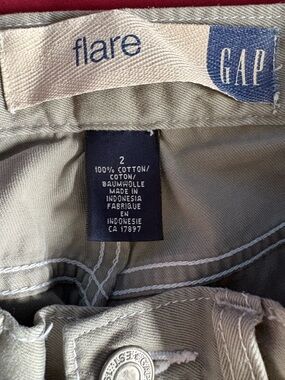 flare
GAP
2
100% COTTON/
COTON/
BAUMWOLLE
MADE IN
INDONESIA
FABRIQUE
EN
INDONESIE
CA 17897